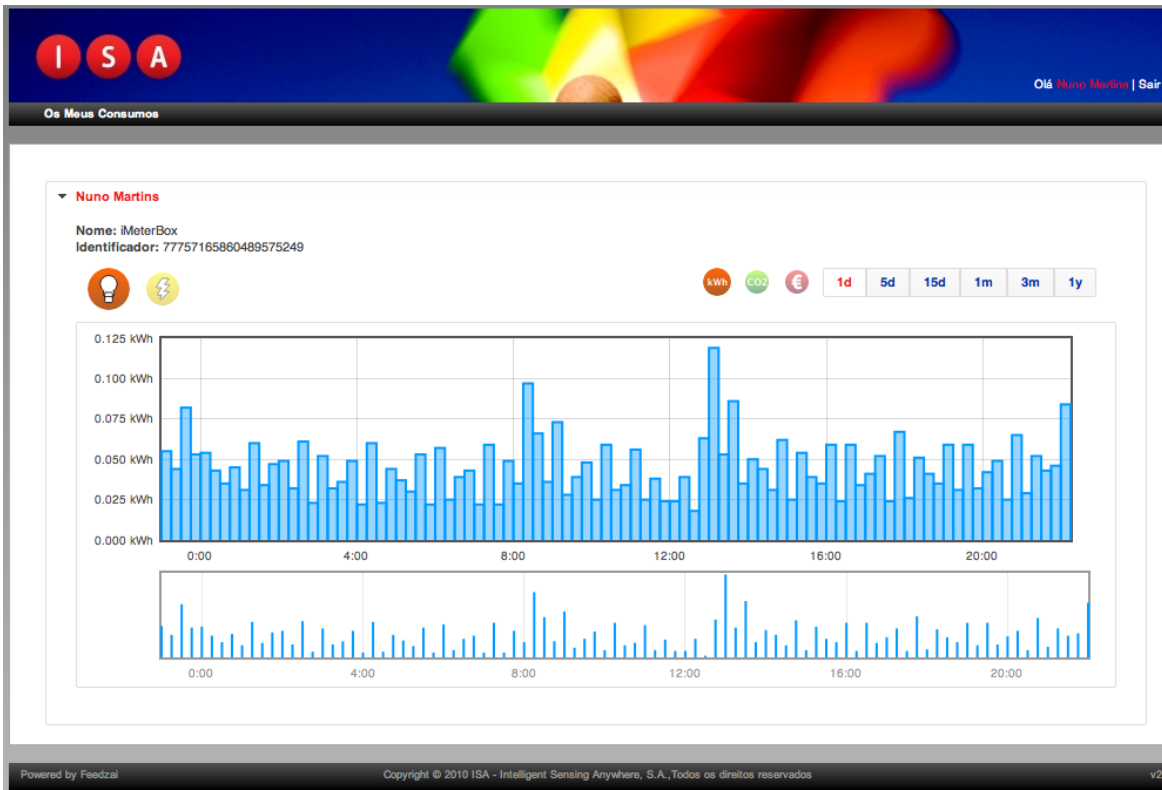 I S A
Olá Nuno Martins | Sair
Os Meus Consumos
Nuno Martins
Nome: iMeterBox
Identificador: 77757165860489575249
kWh CO2 € 1d 5d 15d 1m 3m 1y
0.125 kWh
0.100 kWh
0.075 kWh
0.050 kWh
0.025 kWh
0.000 kWh
0:00 4:00 8:00 12:00 16:00 20:00
0:00 4:00 8:00 12:00 16:00 20:00
Powered by Feedzai Copyright © 2010 ISA - Intelligent Sensing Anywhere, S.A.,Todos os direitos reservados v2